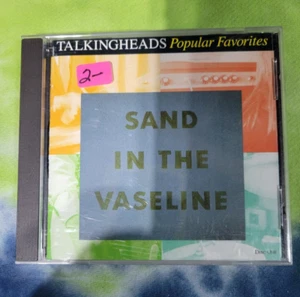 TALKINGHEADS Popular Favorites
2-
SAND
IN THE
VASELINE